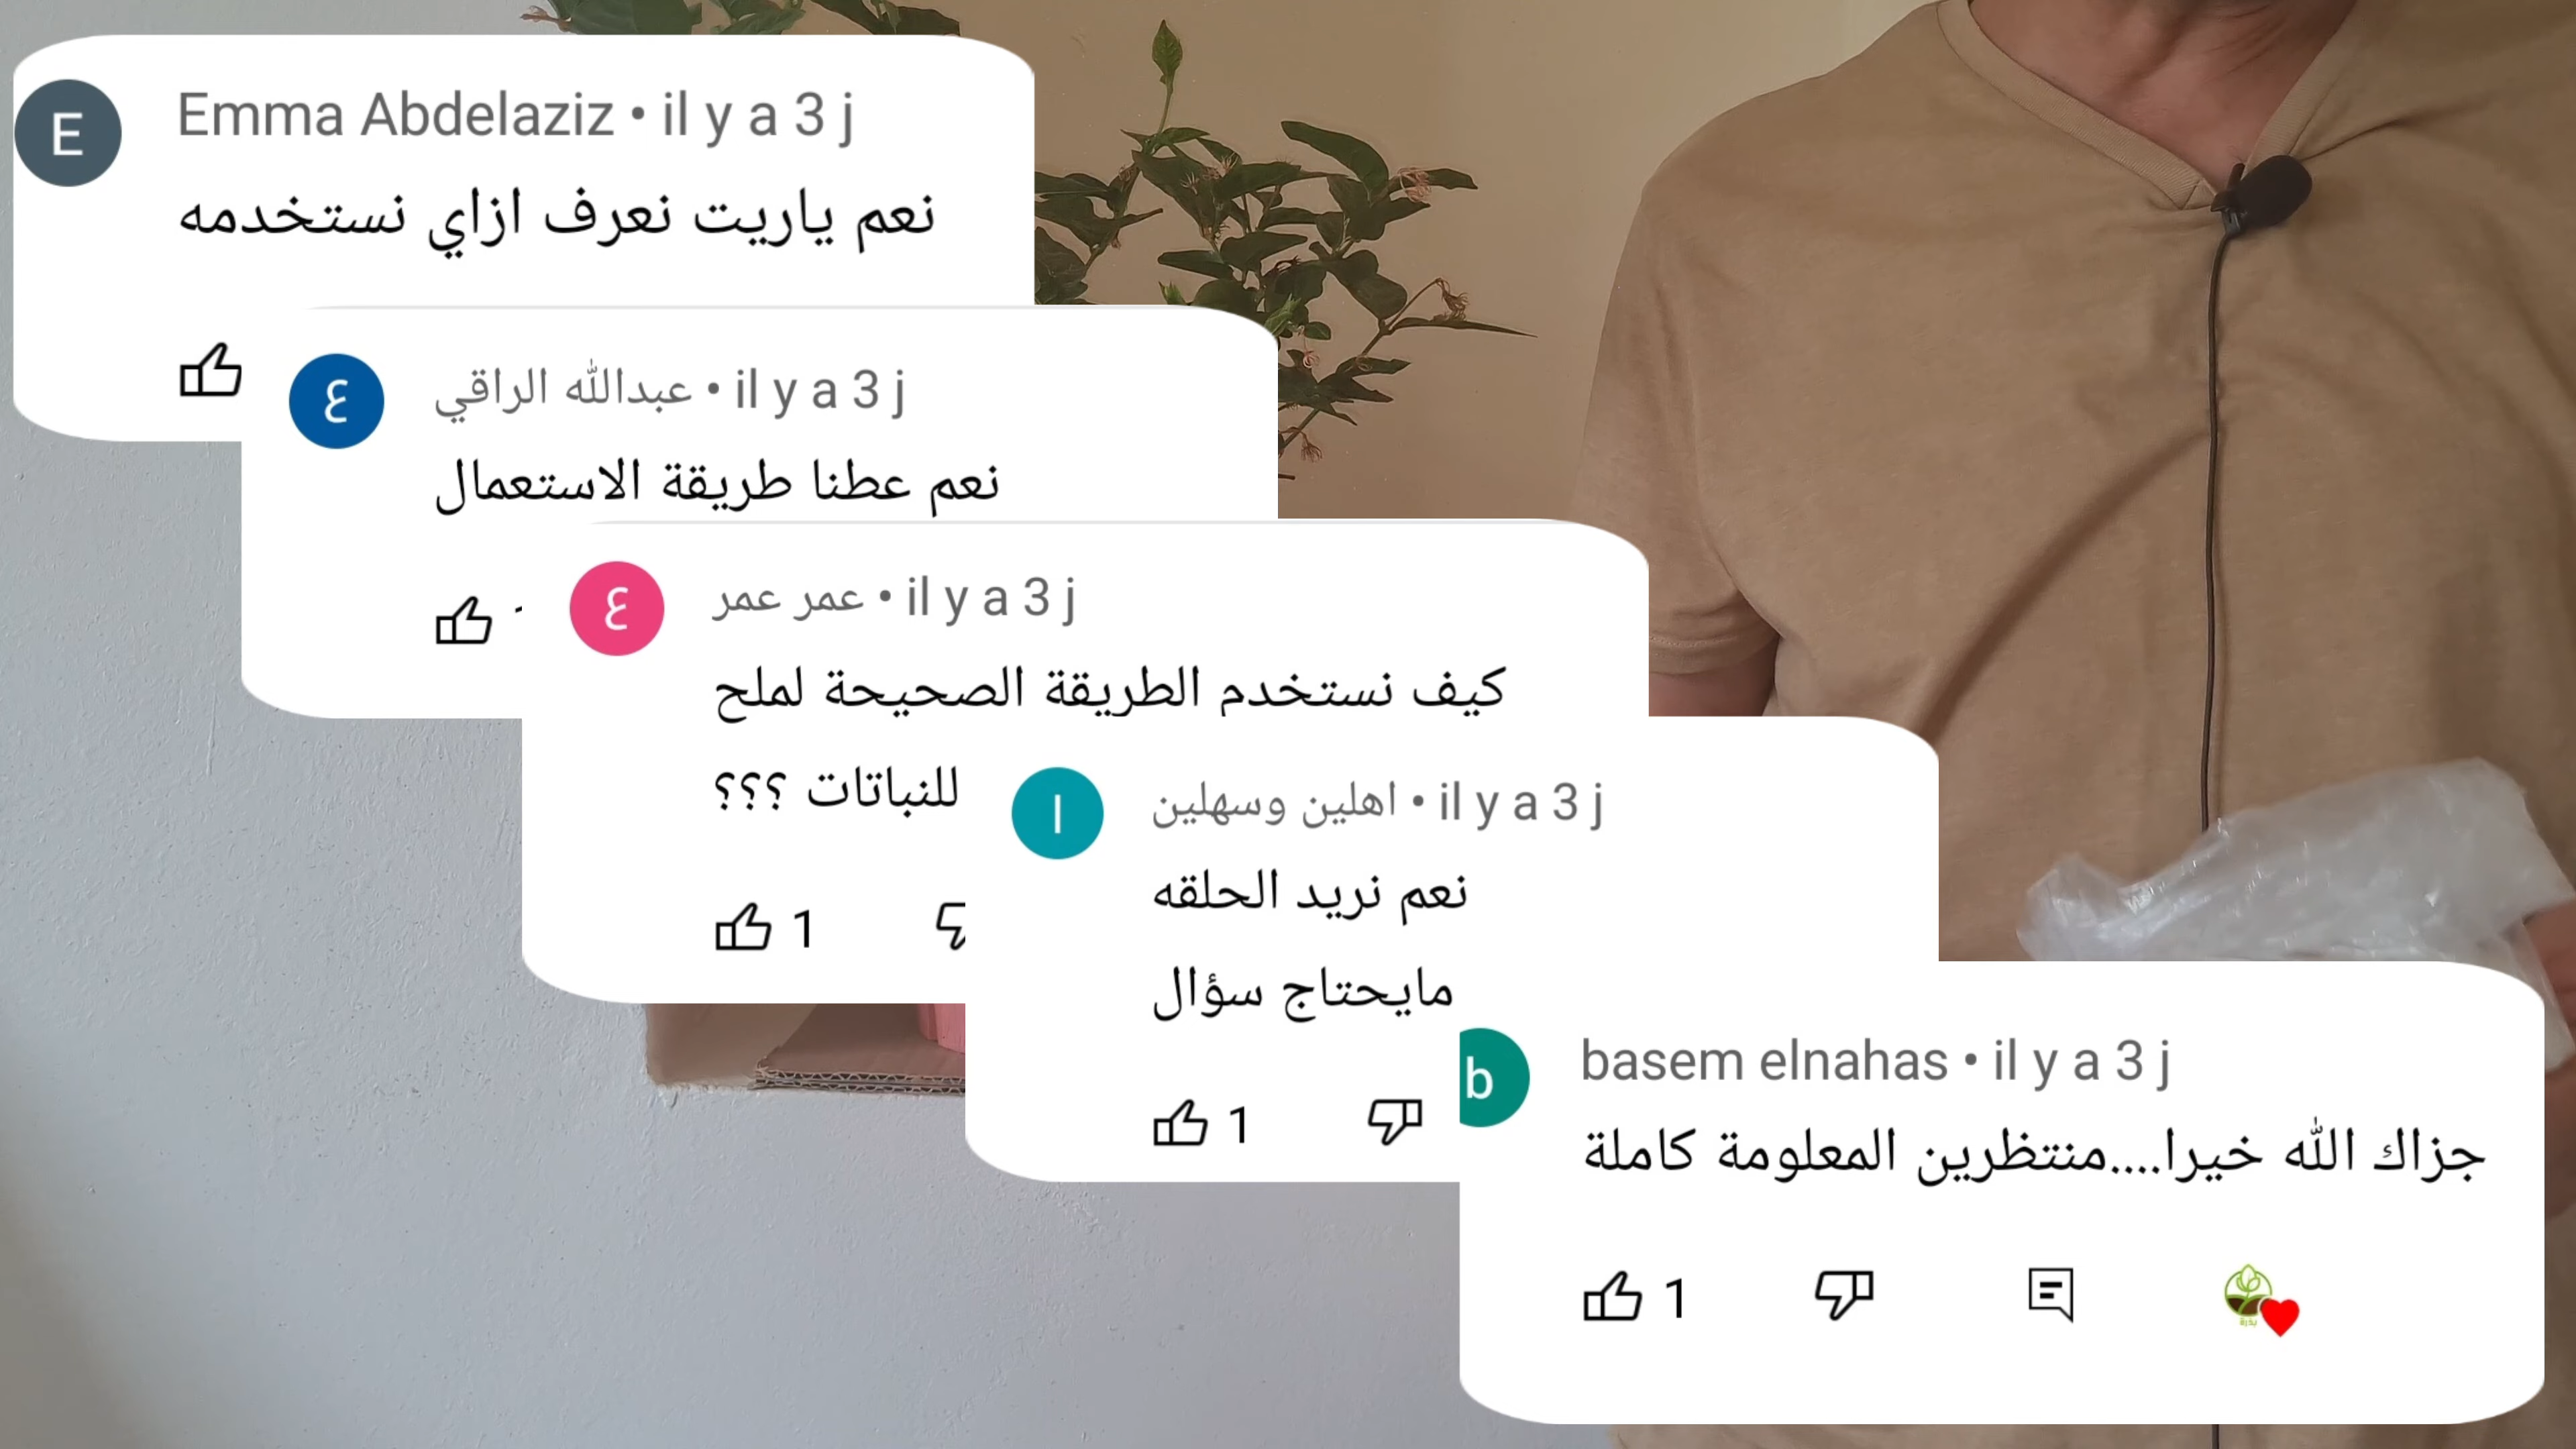 E
Emma Abdelaziz • il y a 3 j
نعم ياريت نعرف ازاي نستخدمه
ع
عبدالله الراقي • il y a 3 j
نعم عطنا طريقة الاستعمال
ع
عمر عمر • il y a 3 j
كيف نستخدم الطريقة الصحيحة لملح
للنباتات ؟؟؟
1
ا
اهلين وسهلين • il y a 3 j
نعم نريد الحلقه
مايحتاج سؤال
1
b
basem elnahas • il y a 3 j
جزاك الله خيرا....منتظرين المعلومة كاملة
1
بذرة